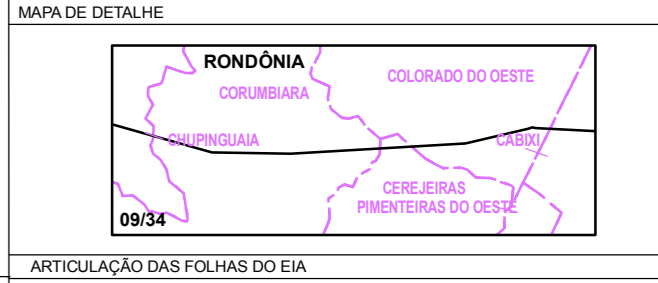 MAPA DE DETALHE
RONDÔNIA
COLORADO DO OESTE
CORUMBIARA
CHUPINGUAIA
CABIXI
CEREJEIRAS
PIMENTEIRAS DO OESTE
09/34
ARTICULAÇÃO DAS FOLHAS DO EIA